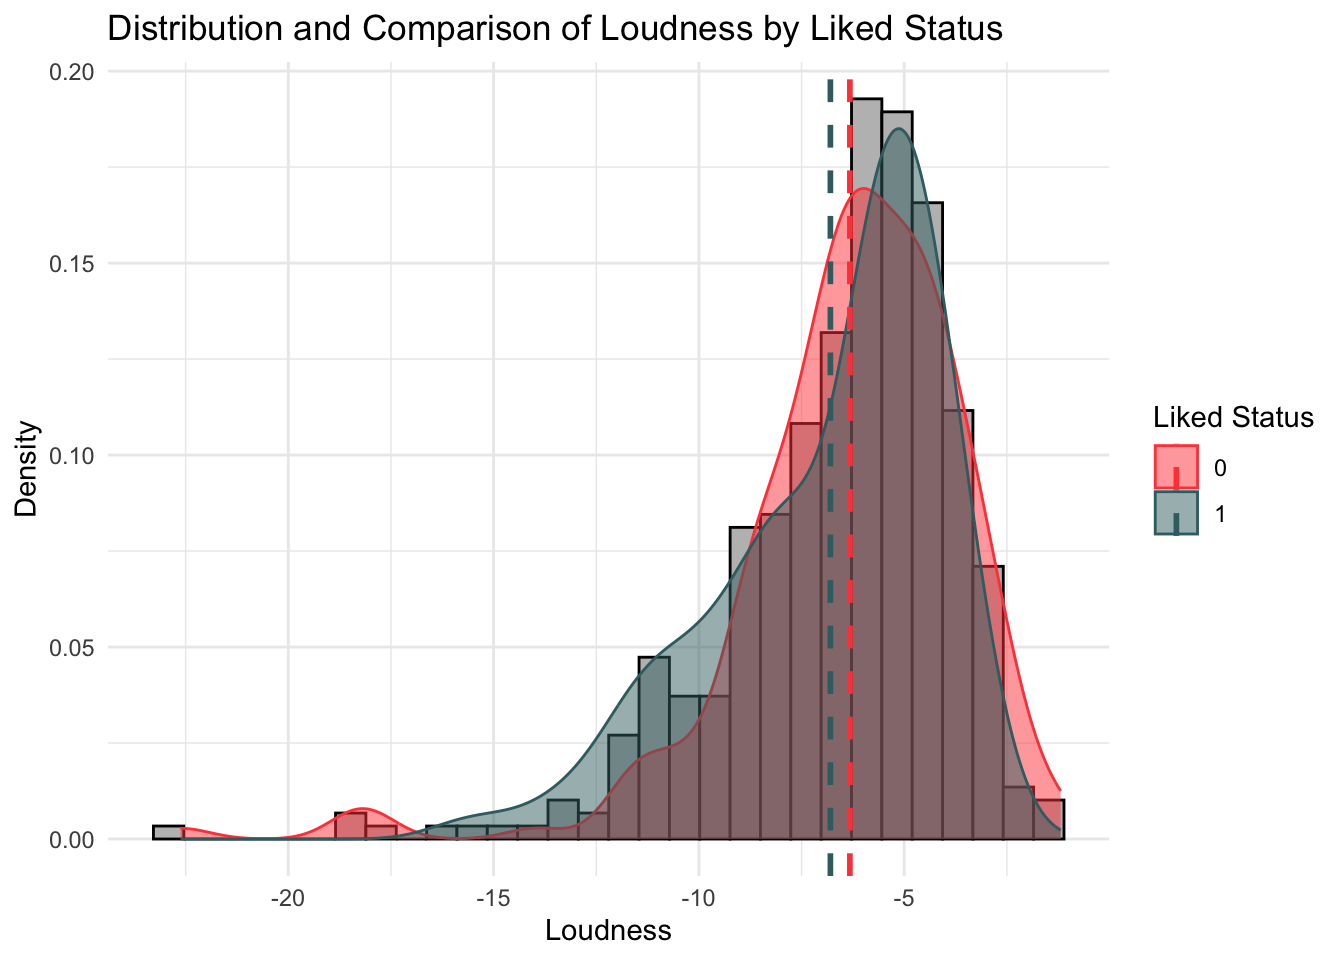 Distribution and Comparison of Loudness by Liked Status
0.20
0.15
0.10
0.05
0.00
Density
-20
-15
-10
-5
Loudness
Liked Status
0
1